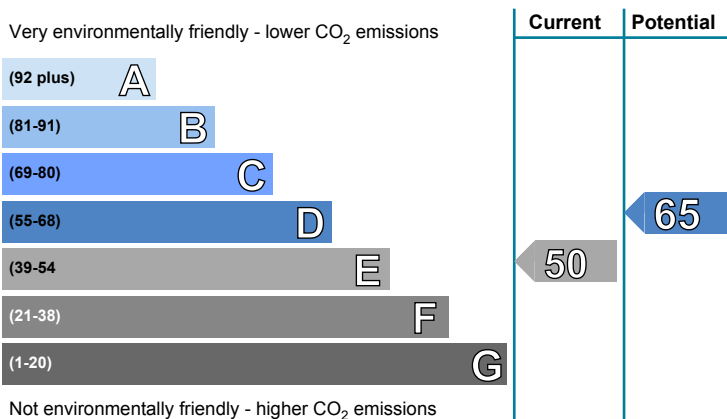 Very environmentally friendly - lower CO2 emissions
Current
Potential
(92 plus) A
(81-91) B
(69-80) C
(55-68) D
65
(39-54 E
50
(21-38) F
(1-20) G
Not environmentally friendly - higher CO2 emissions